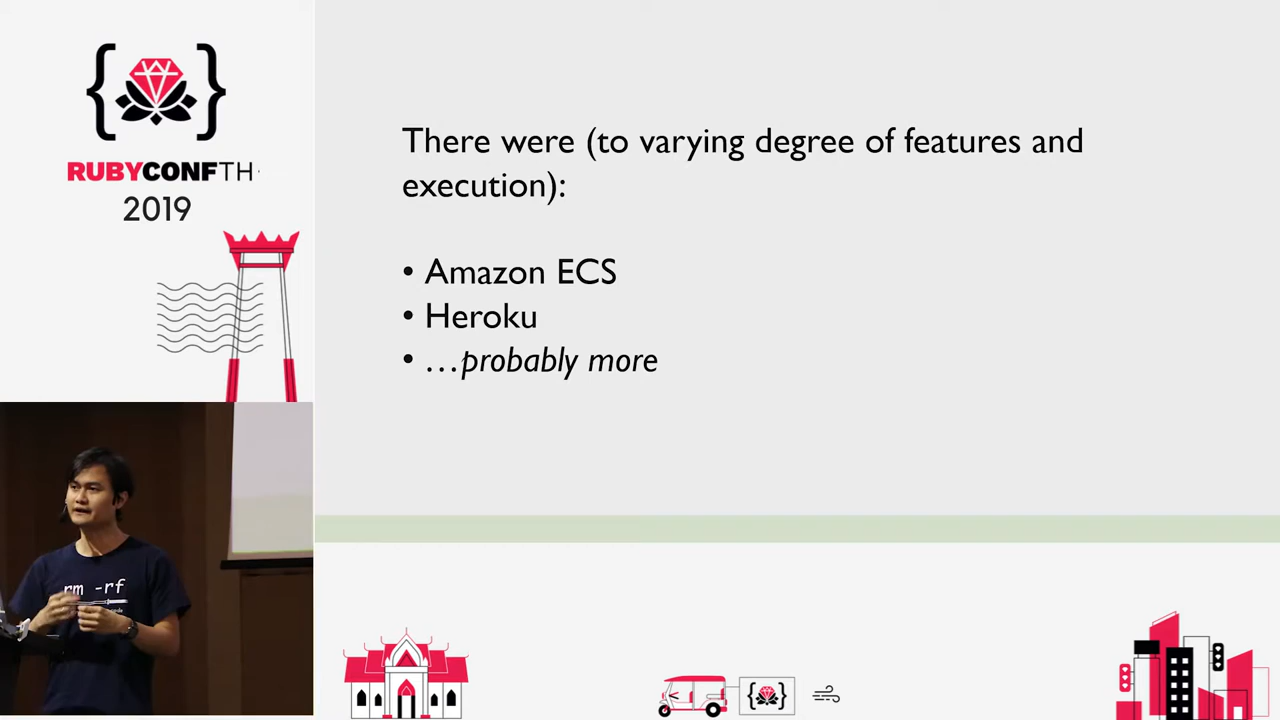 RUBYCONFTH
2019
There were (to varying degree of features and
execution):
• Amazon ECS
• Heroku
• …probably more
rm -rf